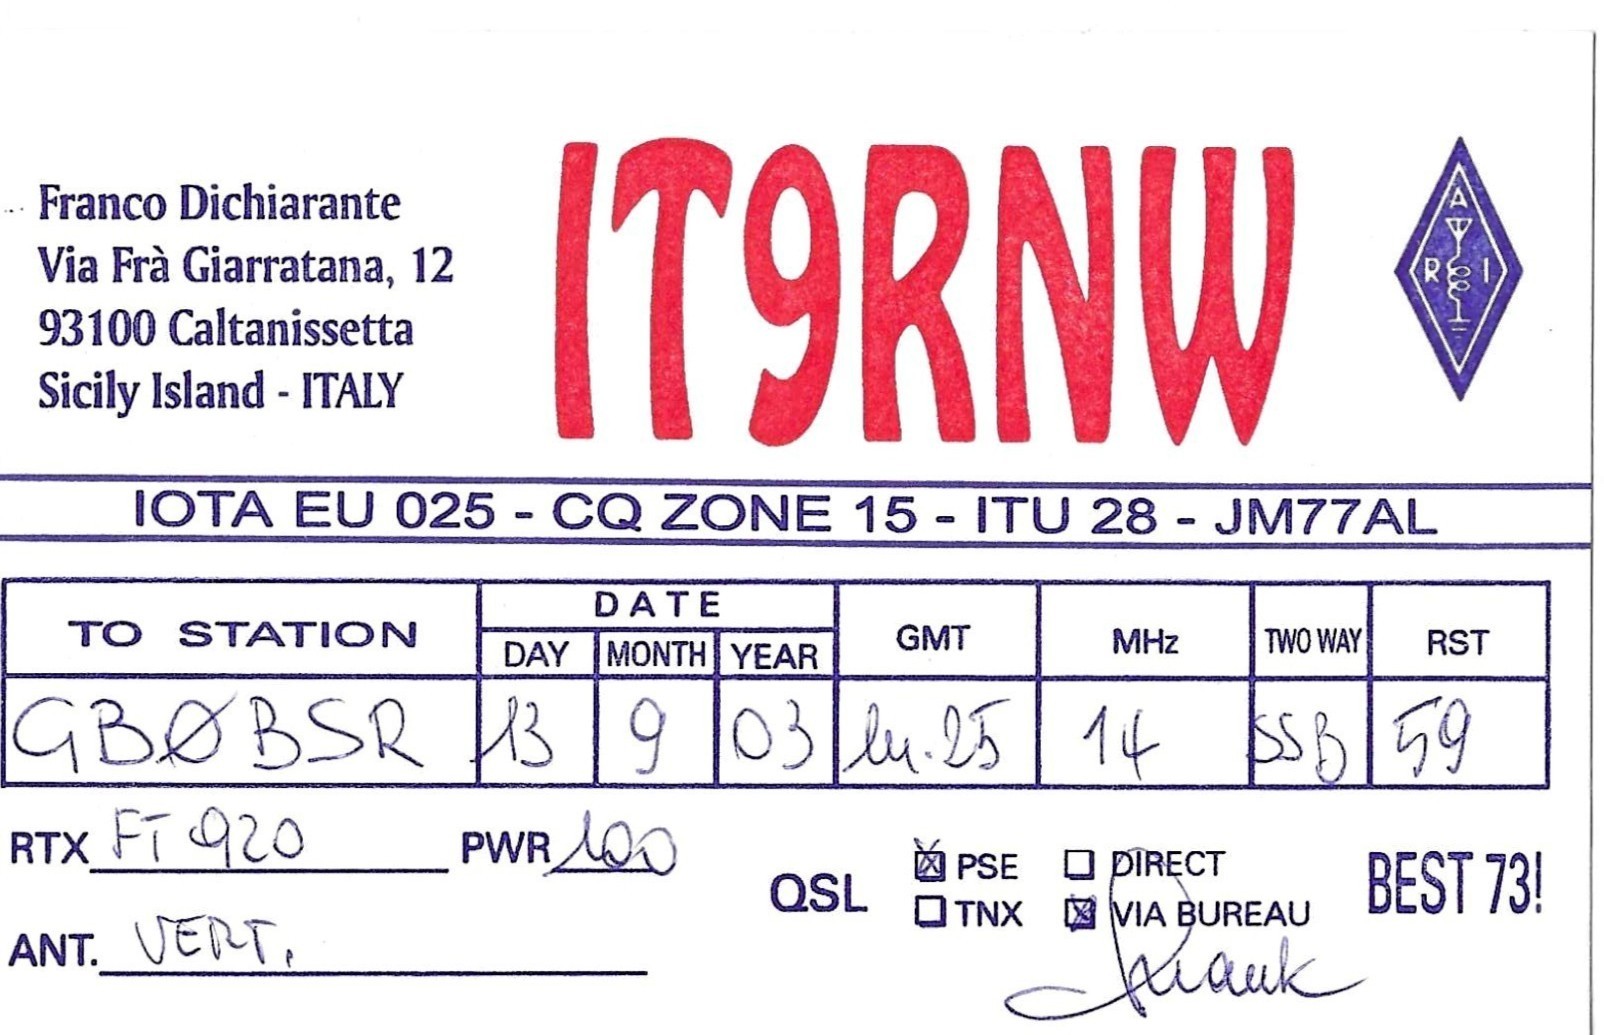 Franco Dichiarante
Via Frà Giarratana, 12
93100 Caltanissetta
Sicily Island - ITALY
IT9RNW
A
R I
IOTA EU 025 - CQ ZONE 15 - ITU 28 - JM77AL
TO STATION DATE GMT MHz TWO WAY RST
DAY MONTH YEAR
GBØBSR 13 9 03 14 SSB 59
RTX FT 920 PWR 100
QSL PSE DIRECT BEST 73!
TNX VIA BUREAU
ANT. VERT.
Frank